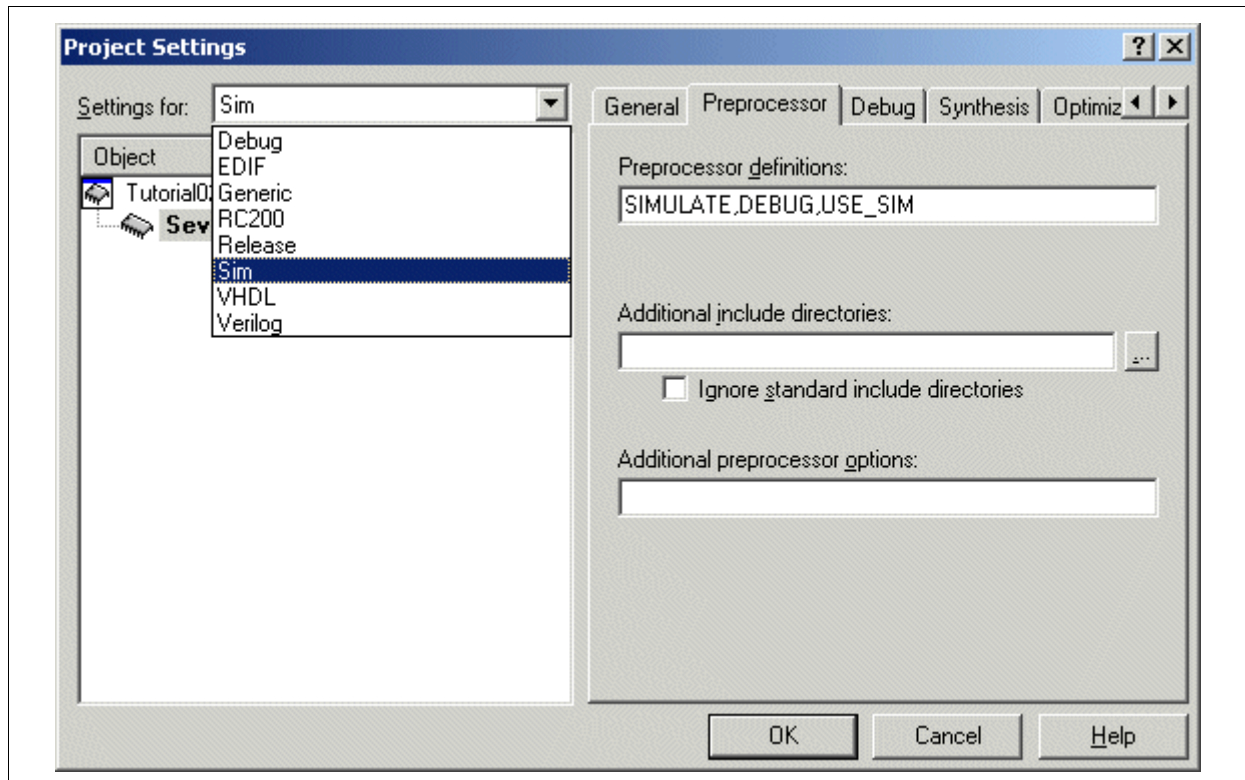 Project Settings
Settings for: Sim
Debug
EDIF
Generic
RC200
Release
Sim
VHDL
Verilog
Object
General Preprocessor Debug Synthesis
Preprocessor definitions:
SIMULATE,DEBUG,USE_SIM
Additional include directories:
...
Ignore standard include directories
Additional preprocessor options:
OK Cancel Help